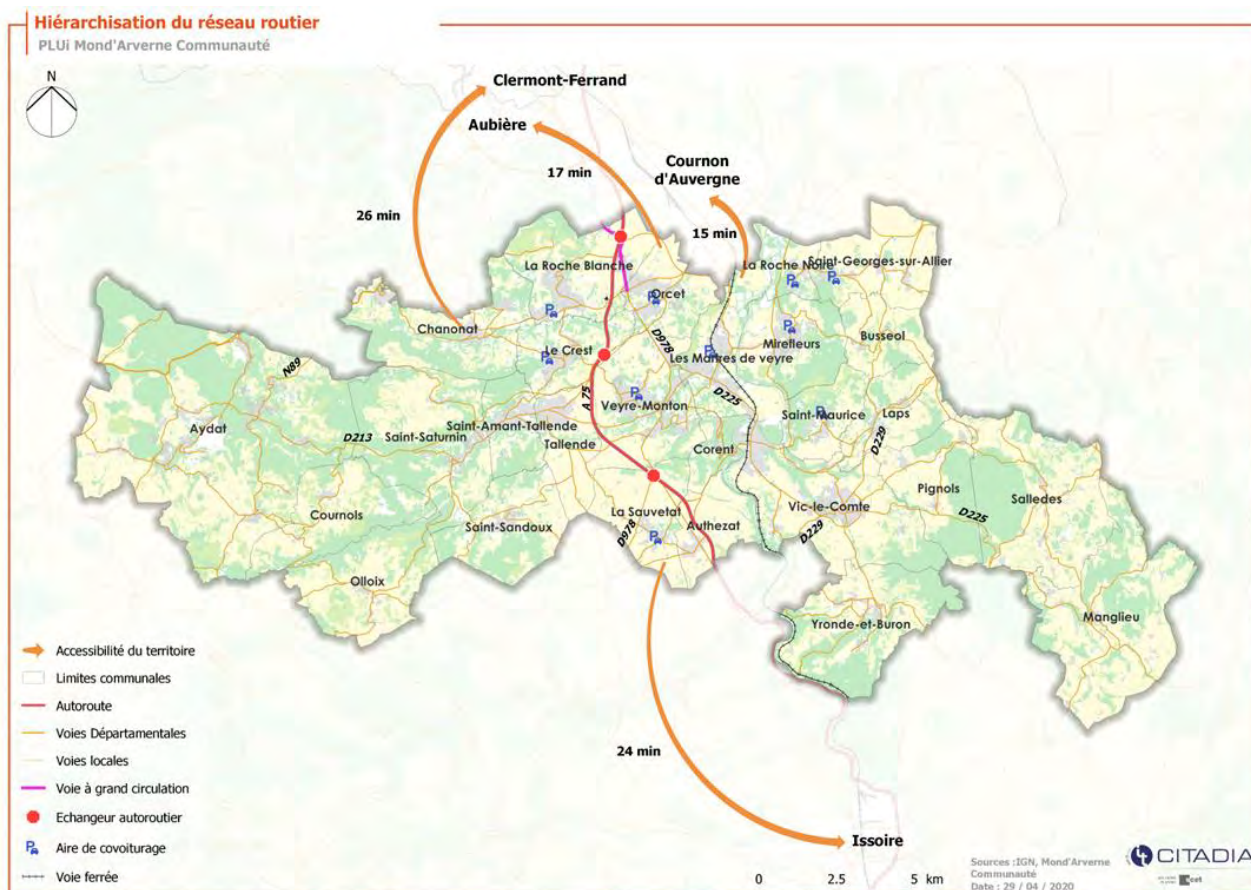 Hiérarchisation du réseau routier
PLUi Mond'Arverne Communauté
N
Clermont-Ferrand
Aubière
Cournon
d'Auvergne
17 min
26 min
15 min
La Roche Blanche
La Roche Noire
Saint-Georges-sur-Allier
Orcet
Chanonat
Le Crest
D978
Mirefleurs
Busseol
Les Martres de veyre
N89
A 75
Veyre-Monton
D225
Saint-Maurice
Laps
Aydat
D213
Saint-Saturnin
Saint-Amant-Tallende
Tallende
Corent
D229
Pignols
Salledes
Cournols
Saint-Sandoux
La Sauvetat
D978
Authezat
Vic-le-Comte
D229
D225
Olloix
Yronde-et-Buron
Manglieu
24 min
Issoire
Accessibilité du territoire
Limites communales
Autoroute
Voies Départementales
Voies locales
Voie à grand circulation
Echangeur autoroutier
Aire de covoiturage
Voie ferrée
0 2.5 5 km
Sources :IGN, Mond'Arverne
Communauté
Date : 29 / 04 / 2020
CITADIA